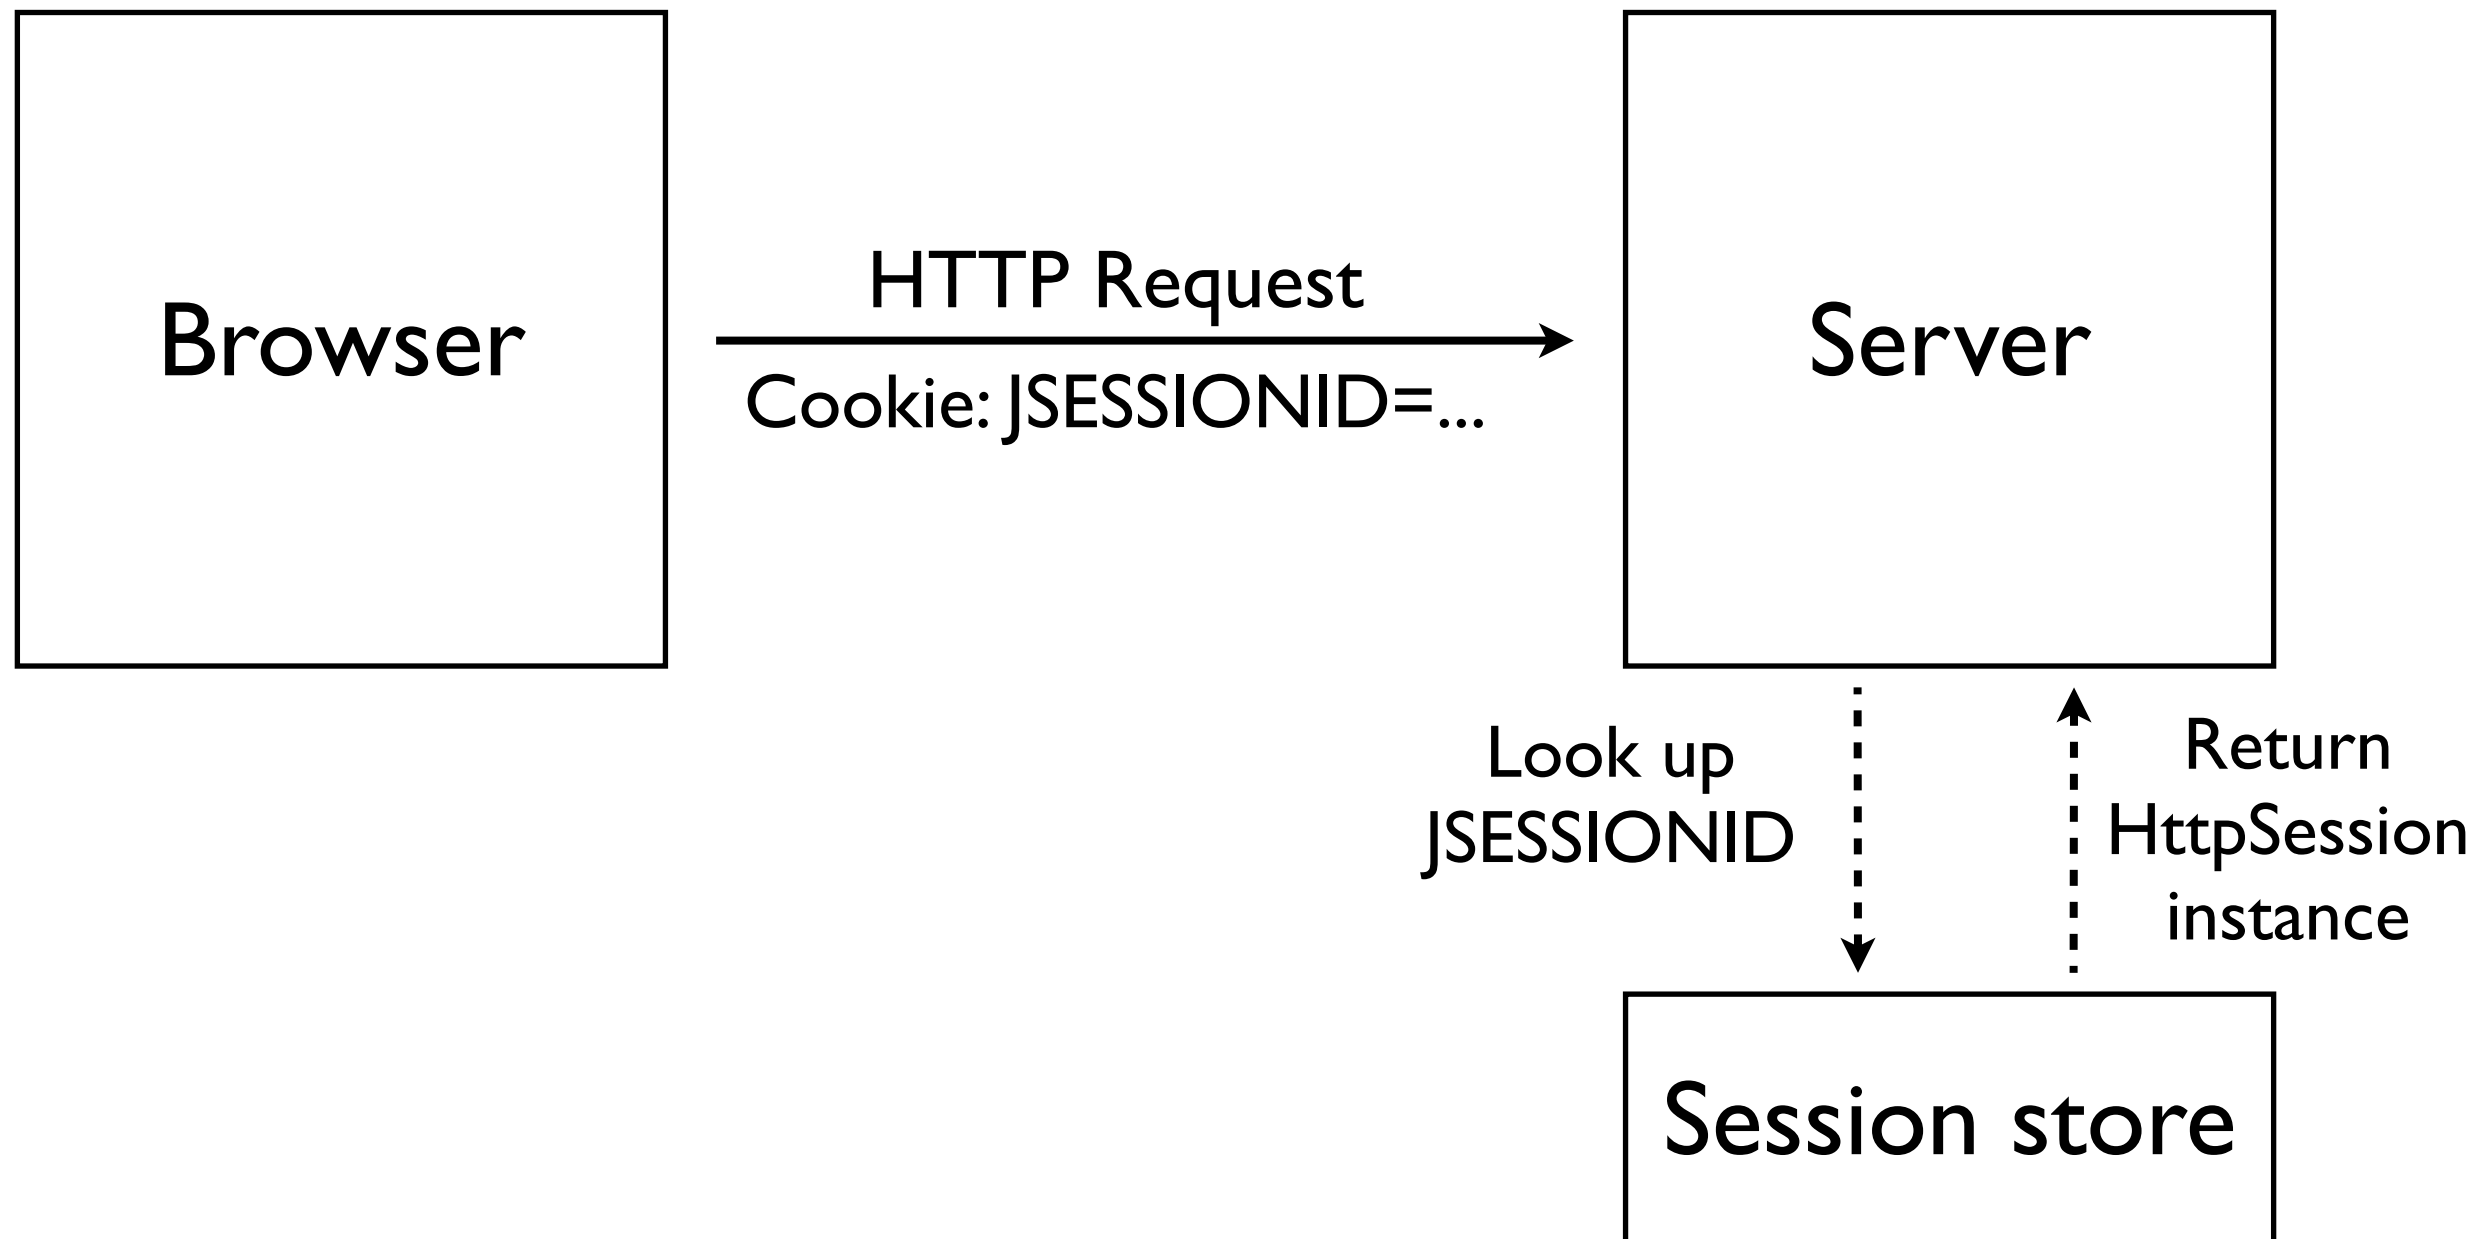 Browser
HTTP Request
Cookie: JSESSIONID=...
Server
Look up
JSESSIONID
Return
HttpSession
instance
Session store